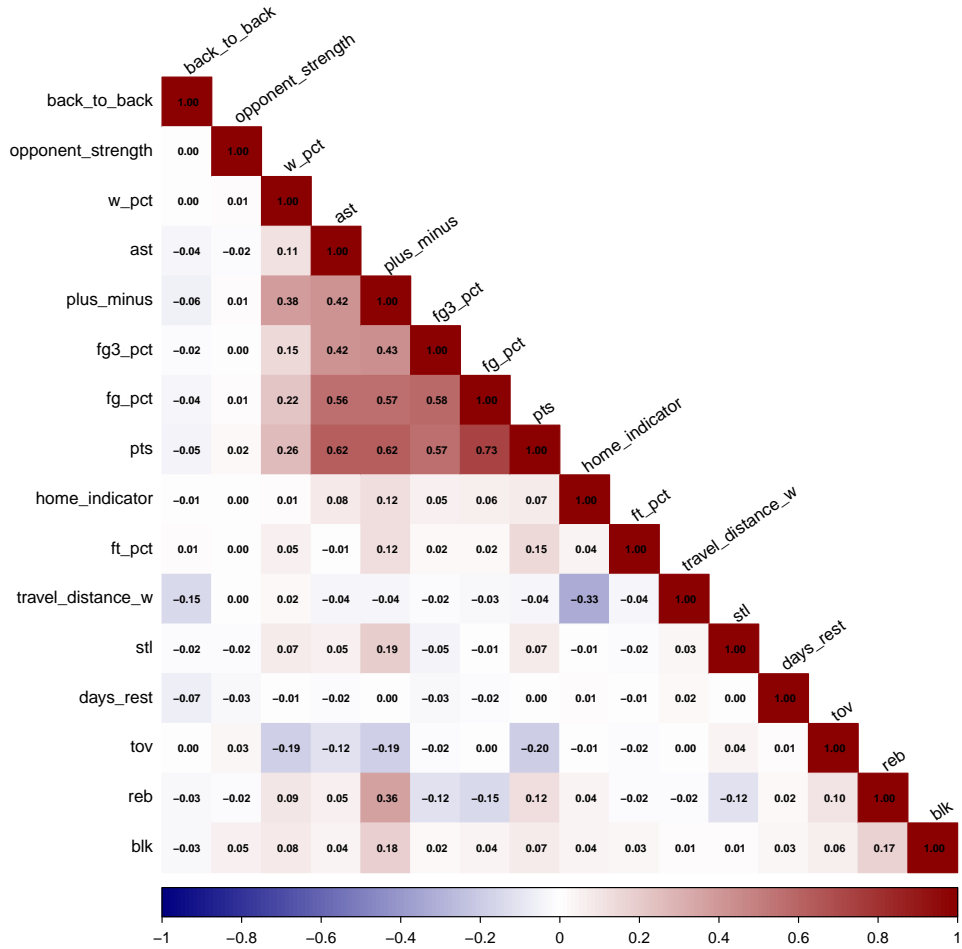 back_to_back
back_to_back 1.00 opponent_strength
opponent_strength 0.00 1.00 w_pct
w_pct 0.00 0.01 1.00 ast
ast −0.04 −0.02 0.11 1.00 plus_minus
plus_minus −0.06 0.01 0.38 0.42 1.00 fg3_pct
fg3_pct −0.02 0.00 0.15 0.42 0.43 1.00 fg_pct
fg_pct −0.04 0.01 0.22 0.56 0.57 0.58 1.00 pts
pts −0.05 0.02 0.26 0.62 0.62 0.57 0.73 1.00 home_indicator
home_indicator −0.01 0.00 0.01 0.08 0.12 0.05 0.06 0.07 1.00 ft_pct
ft_pct 0.01 0.00 0.05 −0.01 0.12 0.02 0.02 0.15 0.04 1.00 travel_distance_w
travel_distance_w −0.15 0.00 0.02 −0.04 −0.04 −0.02 −0.03 −0.04 −0.33 −0.04 1.00 stl
stl −0.02 −0.02 0.07 0.05 0.19 −0.05 −0.01 0.07 −0.01 −0.02 0.03 1.00 days_rest
days_rest −0.07 −0.03 −0.01 −0.02 0.00 −0.03 −0.02 0.00 0.01 −0.01 0.02 0.00 1.00 tov
tov 0.00 0.03 −0.19 −0.12 −0.19 −0.02 0.00 −0.20 −0.01 −0.02 0.00 0.04 0.01 1.00 reb
reb −0.03 −0.02 0.09 0.05 0.36 −0.12 −0.15 0.12 0.04 −0.02 −0.02 −0.12 0.02 0.10 1.00 blk
blk −0.03 0.05 0.08 0.04 0.18 0.02 0.04 0.07 0.04 0.03 0.01 0.01 0.03 0.06 0.17 1.00
−1 −0.8 −0.6 −0.4 −0.2 0 0.2 0.4 0.6 0.8 1